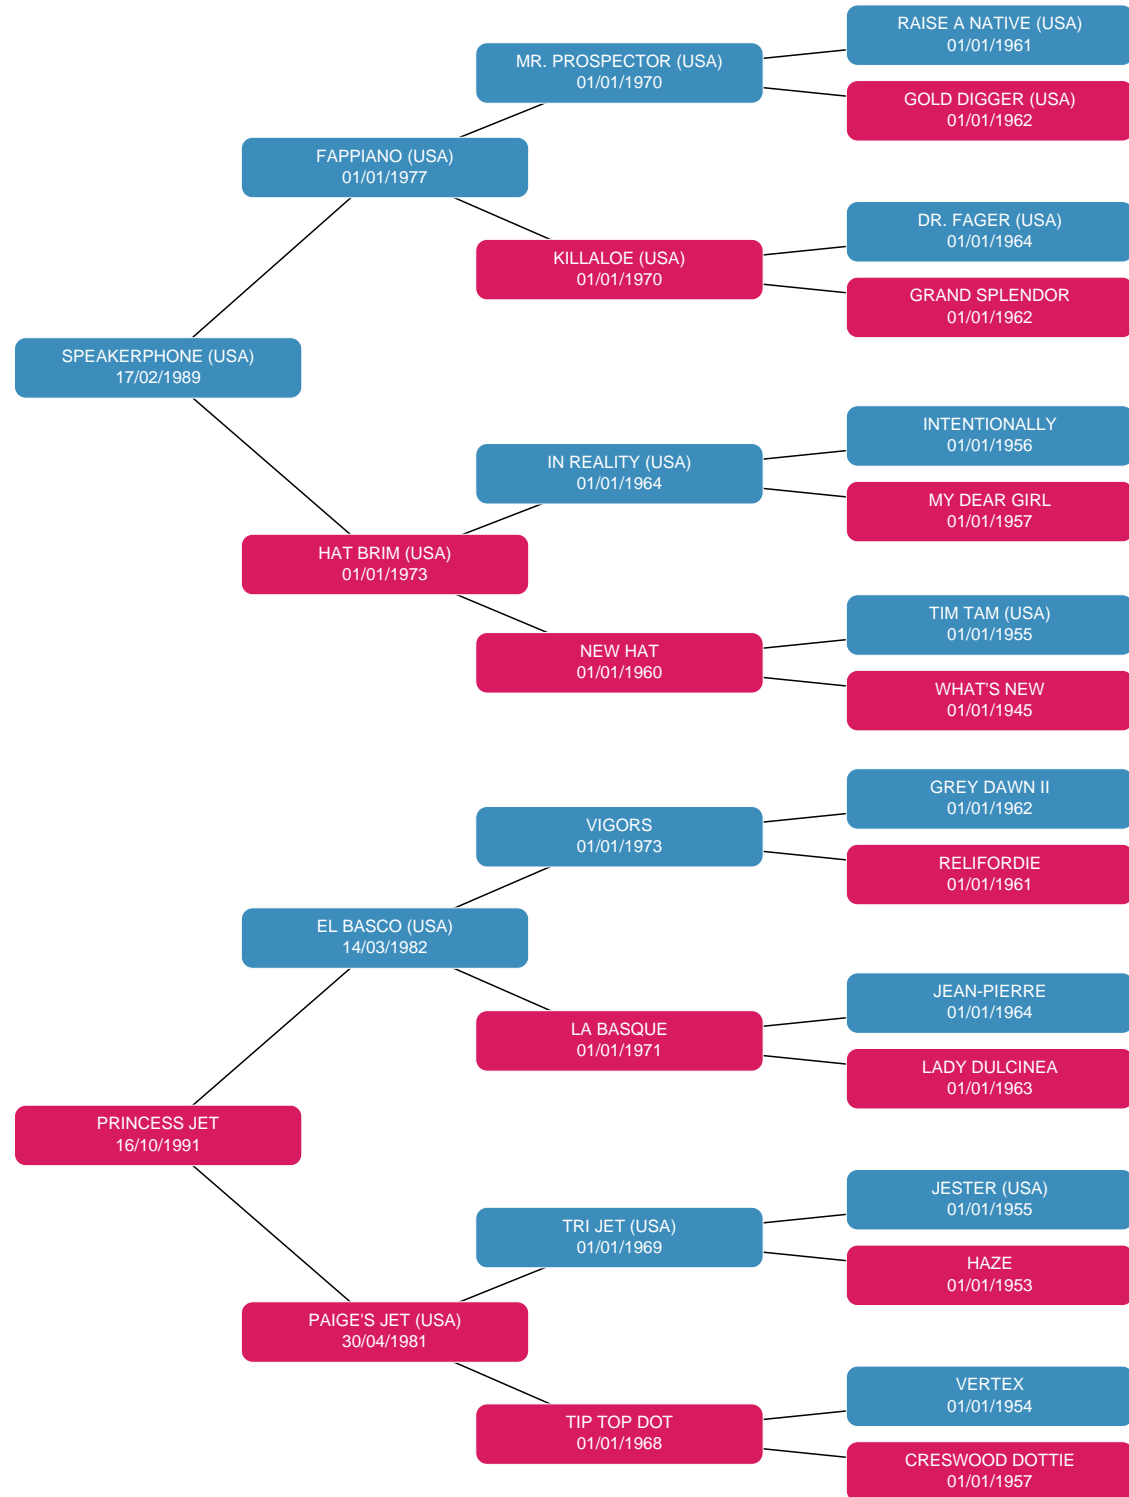 RAISE A NATIVE (USA)
01/01/1961
MR. PROSPECTOR (USA)
01/01/1970
GOLD DIGGER (USA)
01/01/1962
FAPPIANO (USA)
01/01/1977
DR. FAGER (USA)
01/01/1964
KILLALOE (USA)
01/01/1970
GRAND SPLENDOR
01/01/1962
SPEAKERPHONE (USA)
17/02/1989
INTENTIONALLY
01/01/1956
IN REALITY (USA)
01/01/1964
MY DEAR GIRL
01/01/1957
HAT BRIM (USA)
01/01/1973
TIM TAM (USA)
01/01/1955
NEW HAT
01/01/1960
WHAT'S NEW
01/01/1945
GREY DAWN II
01/01/1962
VIGORS
01/01/1973
RELIFORDIE
01/01/1961
EL BASCO (USA)
14/03/1982
JEAN-PIERRE
01/01/1964
LA BASQUE
01/01/1971
LADY DULCINEA
01/01/1963
PRINCESS JET
16/10/1991
JESTER (USA)
01/01/1955
TRI JET (USA)
01/01/1969
HAZE
01/01/1953
PAIGE'S JET (USA)
30/04/1981
VERTEX
01/01/1954
TIP TOP DOT
01/01/1968
CRESWOOD DOTTIE
01/01/1957